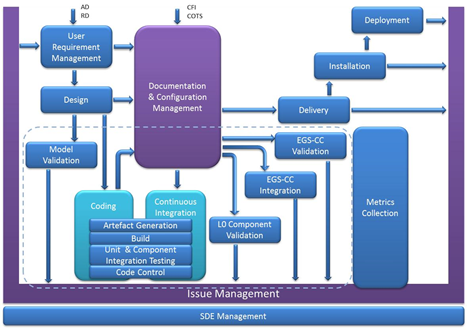 AD
RD
CFI
COTS
User
Requirement
Management
Documentation
& Configuration
Management
Deployment
Installation
Design
Delivery
Model
Validation
EGS-CC
Validation
EGS-CC
Integration
Metrics
Collection
Coding
Continuous
Integration
Artefact Generation
Build
Unit & Component
Integration Testing
Code Control
L0 Component
Validation
Issue Management
SDE Management